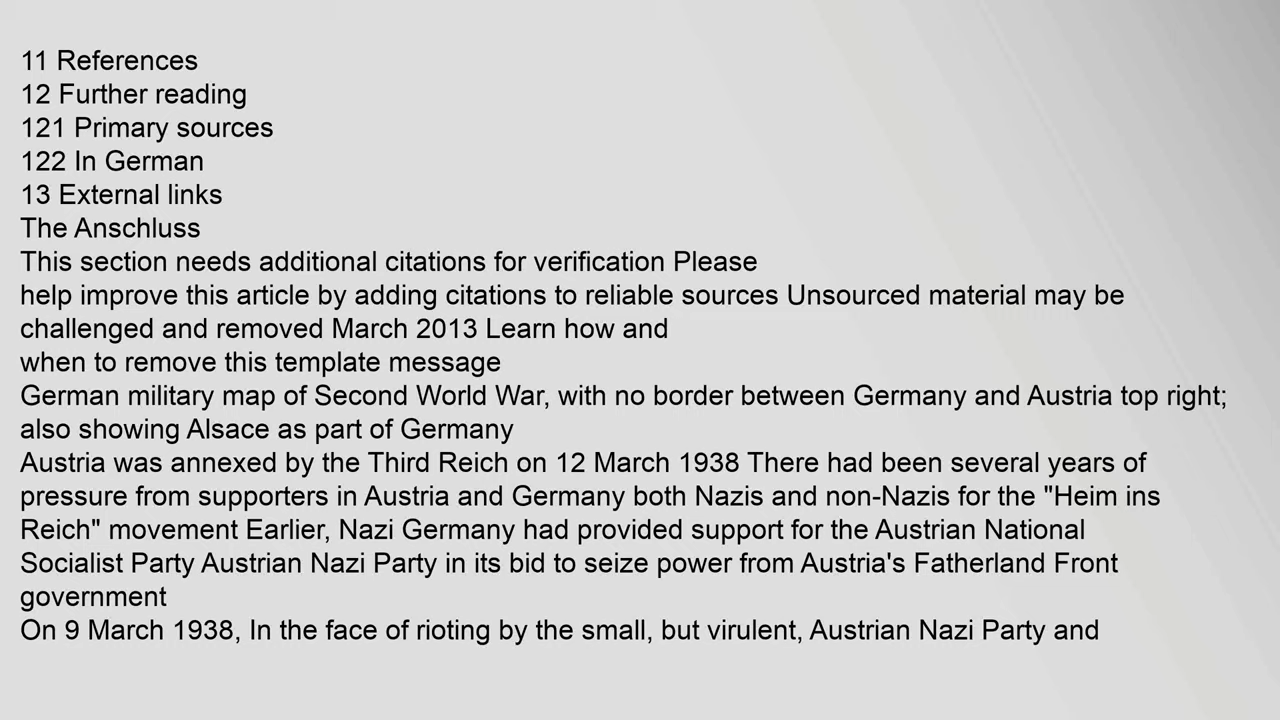 11 References
12 Further reading
121 Primary sources
122 In German
13 External links
The Anschluss
This section needs additional citations for verification Please
help improve this article by adding citations to reliable sources Unsourced material may be
challenged and removed March 2013 Learn how and
when to remove this template message
German military map of Second World War, with no border between Germany and Austria top right;
also showing Alsace as part of Germany
Austria was annexed by the Third Reich on 12 March 1938 There had been several years of
pressure from supporters in Austria and Germany both Nazis and non-Nazis for the "Heim ins
Reich" movement Earlier, Nazi Germany had provided support for the Austrian National
Socialist Party Austrian Nazi Party in its bid to seize power from Austria's Fatherland Front
government
On 9 March 1938, In the face of rioting by the small, but virulent, Austrian Nazi Party and